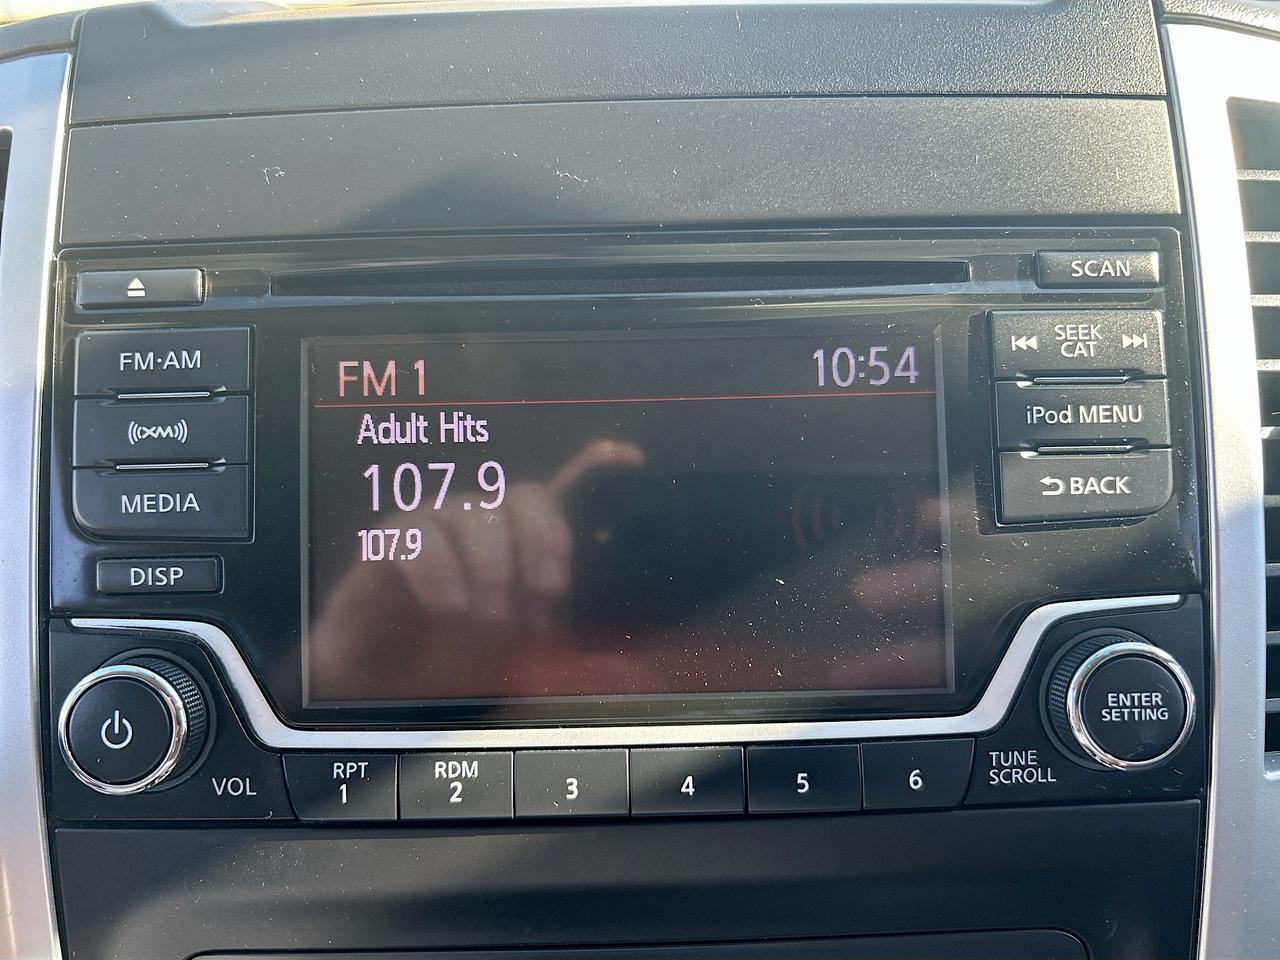 SCAN
FM·AM
SEEK
CAT
FM 1 10:54
XM
Adult Hits
iPod MENU
107.9
MEDIA
BACK
107.9
DISP
ENTER
SETTING
VOL
RPT
1
RDM
2
3
4
5
6
TUNE
SCROLL